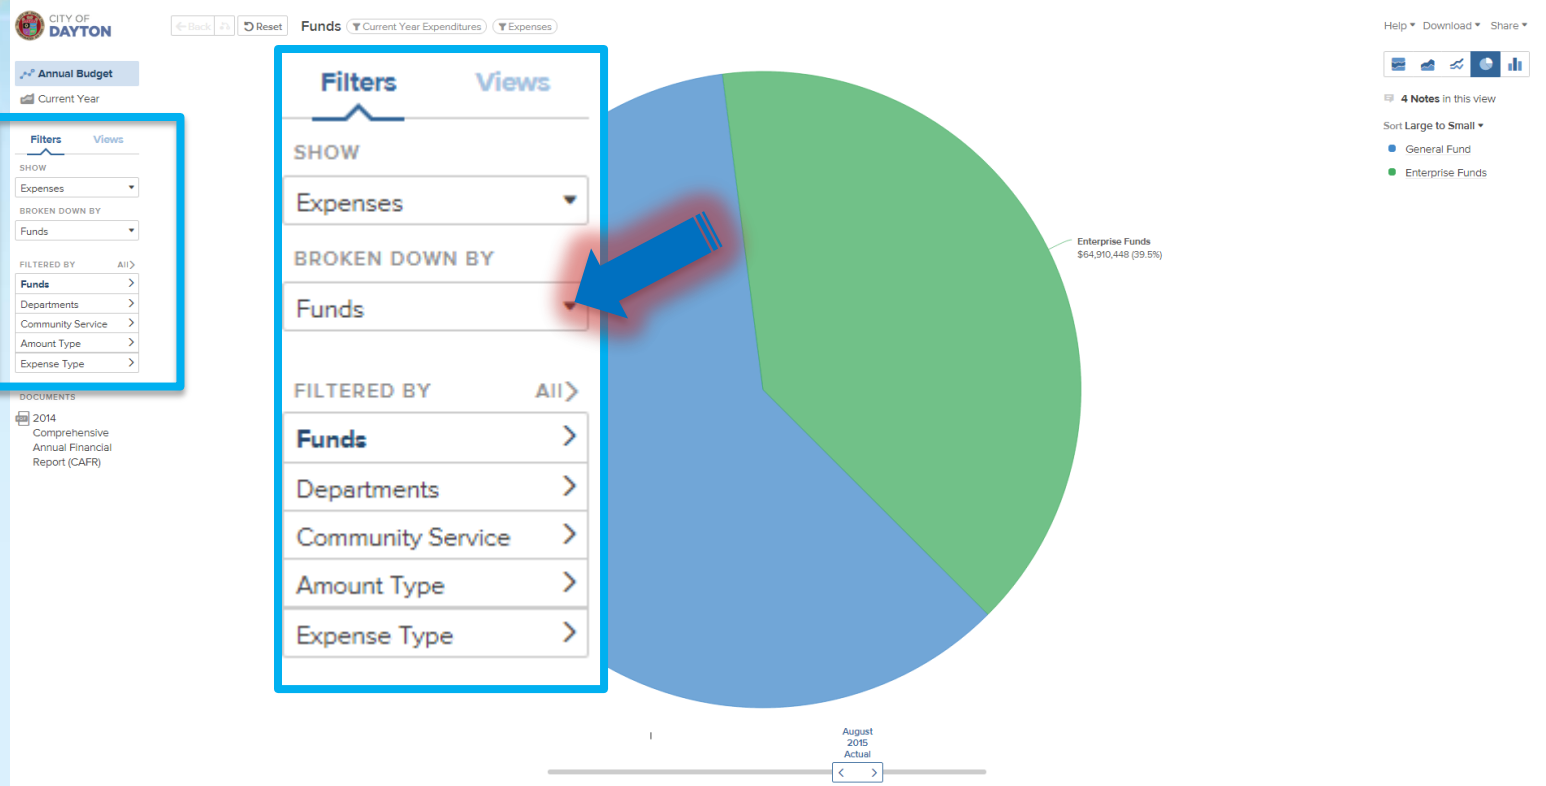 CITY OF
DAYTON
Back
Reset
Funds
Current Year Expenditures
Expenses
Help
Download
Share
Annual Budget
Current Year
Filters
Views
SHOW
Expenses
BROKEN DOWN BY
Funds
FILTERED BY
All
Funds
Departments
Community Service
Amount Type
Expense Type
DOCUMENTS
2014
Comprehensive
Annual Financial
Report (CAFR)
Filters
Views
SHOW
Expenses
BROKEN DOWN BY
Funds
FILTERED BY
All
Funds
Departments
Community Service
Amount Type
Expense Type
Enterprise Funds
$64,910,448 (39.5%)
4 Notes in this view
Sort Large to Small
General Fund
Enterprise Funds
August
2015
Actual